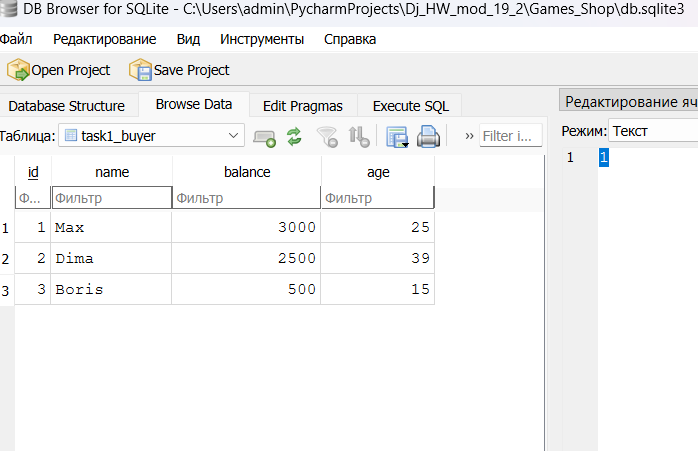 DB Browser for SQLite - C:\Users\admin\PycharmProjects\Dj_HW_mod_19_2\Games_Shop\db.sqlite3
Файл Редактирование Вид Инструменты Справка
Open Project Save Project
Database Structure Browse Data Edit Pragmas Execute SQL
Таблица: task1_buyer » Filter i...
id name balance age
Ф... Фильтр Фильтр Фильтр
1 1 Max 3000 25
2 2 Dima 2500 39
3 3 Boris 500 15
Редактирование яч
Режим: Текст
1 1